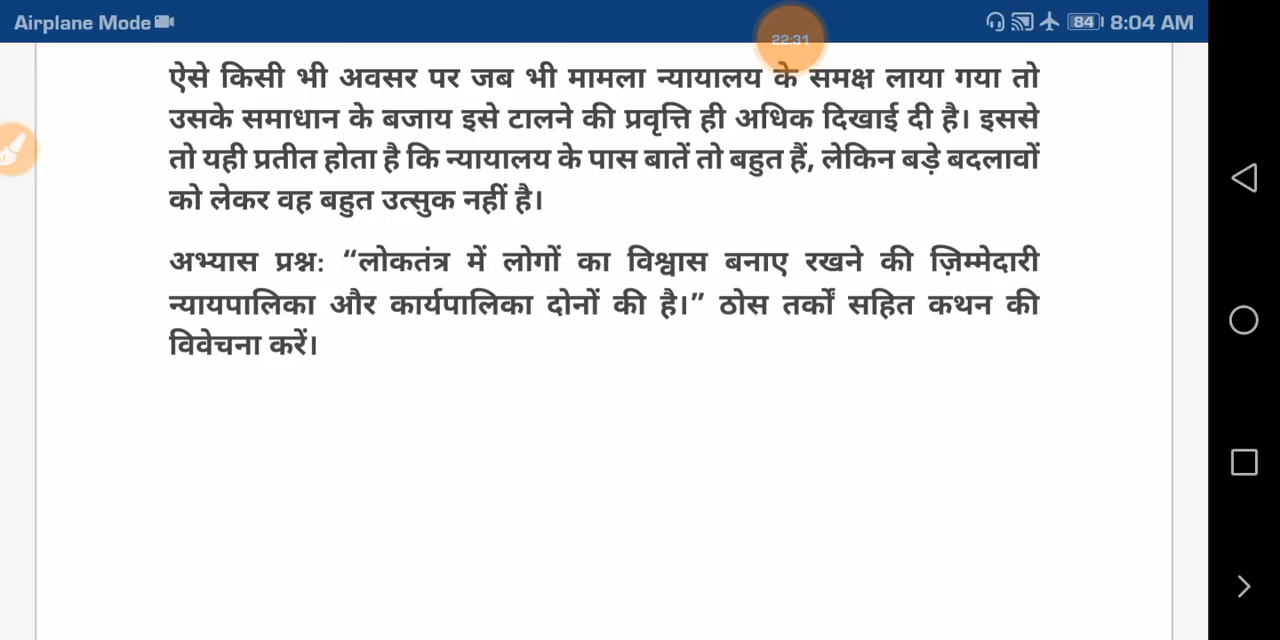 Airplane Mode 84 8:04 AM
22:31
ऐसे किसी भी अवसर पर जब भी मामला न्यायालय के समक्ष लाया गया तो
उसके समाधान के बजाय इसे टालने की प्रवृत्ति ही अधिक दिखाई दी है। इससे
तो यही प्रतीत होता है कि न्यायालय के पास बातें तो बहुत हैं, लेकिन बड़े बदलावों
को लेकर वह बहुत उत्सुक नहीं है।
अभ्यास प्रश्न: “लोकतंत्र में लोगों का विश्वास बनाए रखने की ज़िम्मेदारी
न्यायपालिका और कार्यपालिका दोनों की है।” ठोस तर्कों सहित कथन की
विवेचना करें।